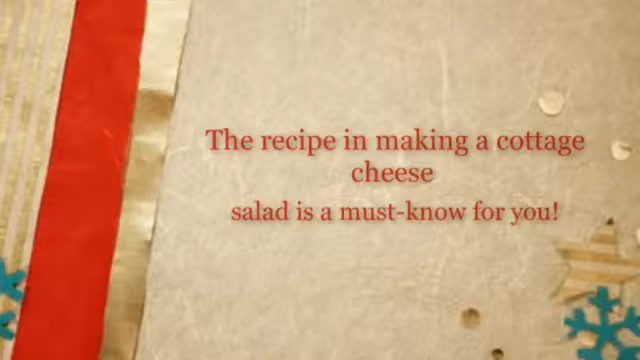 The recipe in making a cottage
cheese
salad is a must-know for you!